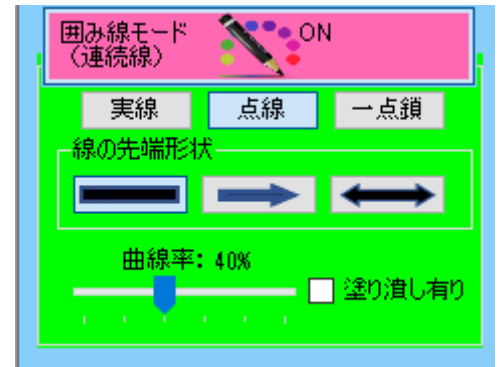 囲み線モード
(連続線)
ON
実線 点線 一点鎖
線の先端形状
曲線率: 40%
塗り潰し有り